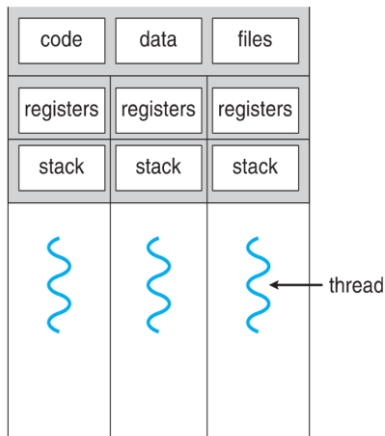 code data files
registers registers registers
stack stack stack
thread